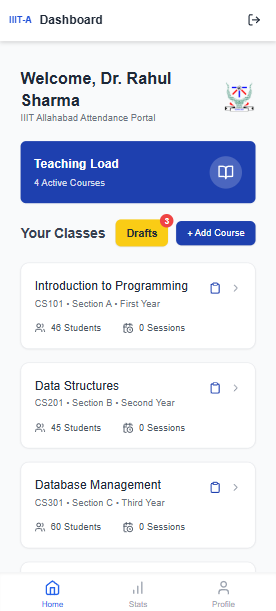 IIIT-A Dashboard
Welcome, Dr. Rahul
Sharma
IIIT Allahabad Attendance Portal
Teaching Load
4 Active Courses
Your Classes
Drafts
3
+ Add Course
Introduction to Programming
CS101 • Section A • First Year
46 Students 0 Sessions
Data Structures
CS201 • Section B • Second Year
45 Students 0 Sessions
Database Management
CS301 • Section C • Third Year
60 Students 0 Sessions
Home Stats Profile